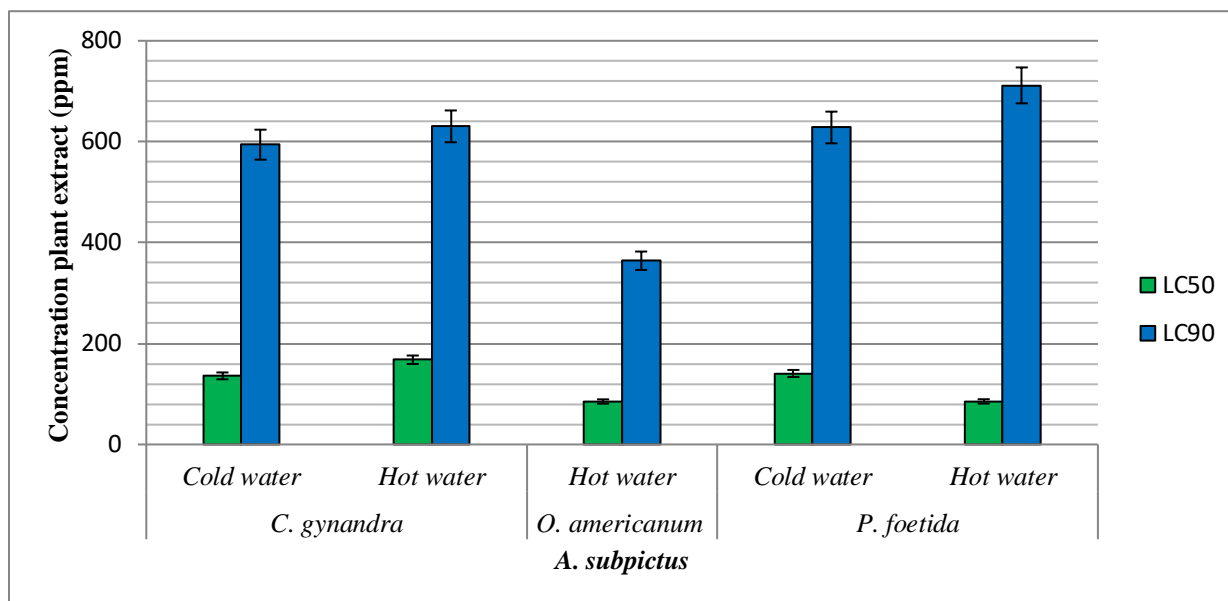 Concentration plant extract (ppm)
800
600
400
200
0
Cold water
Hot water
Hot water
Cold water
Hot water
C. gynandra
O. americanum
P. foetida
A. subpictus
LC50
LC90